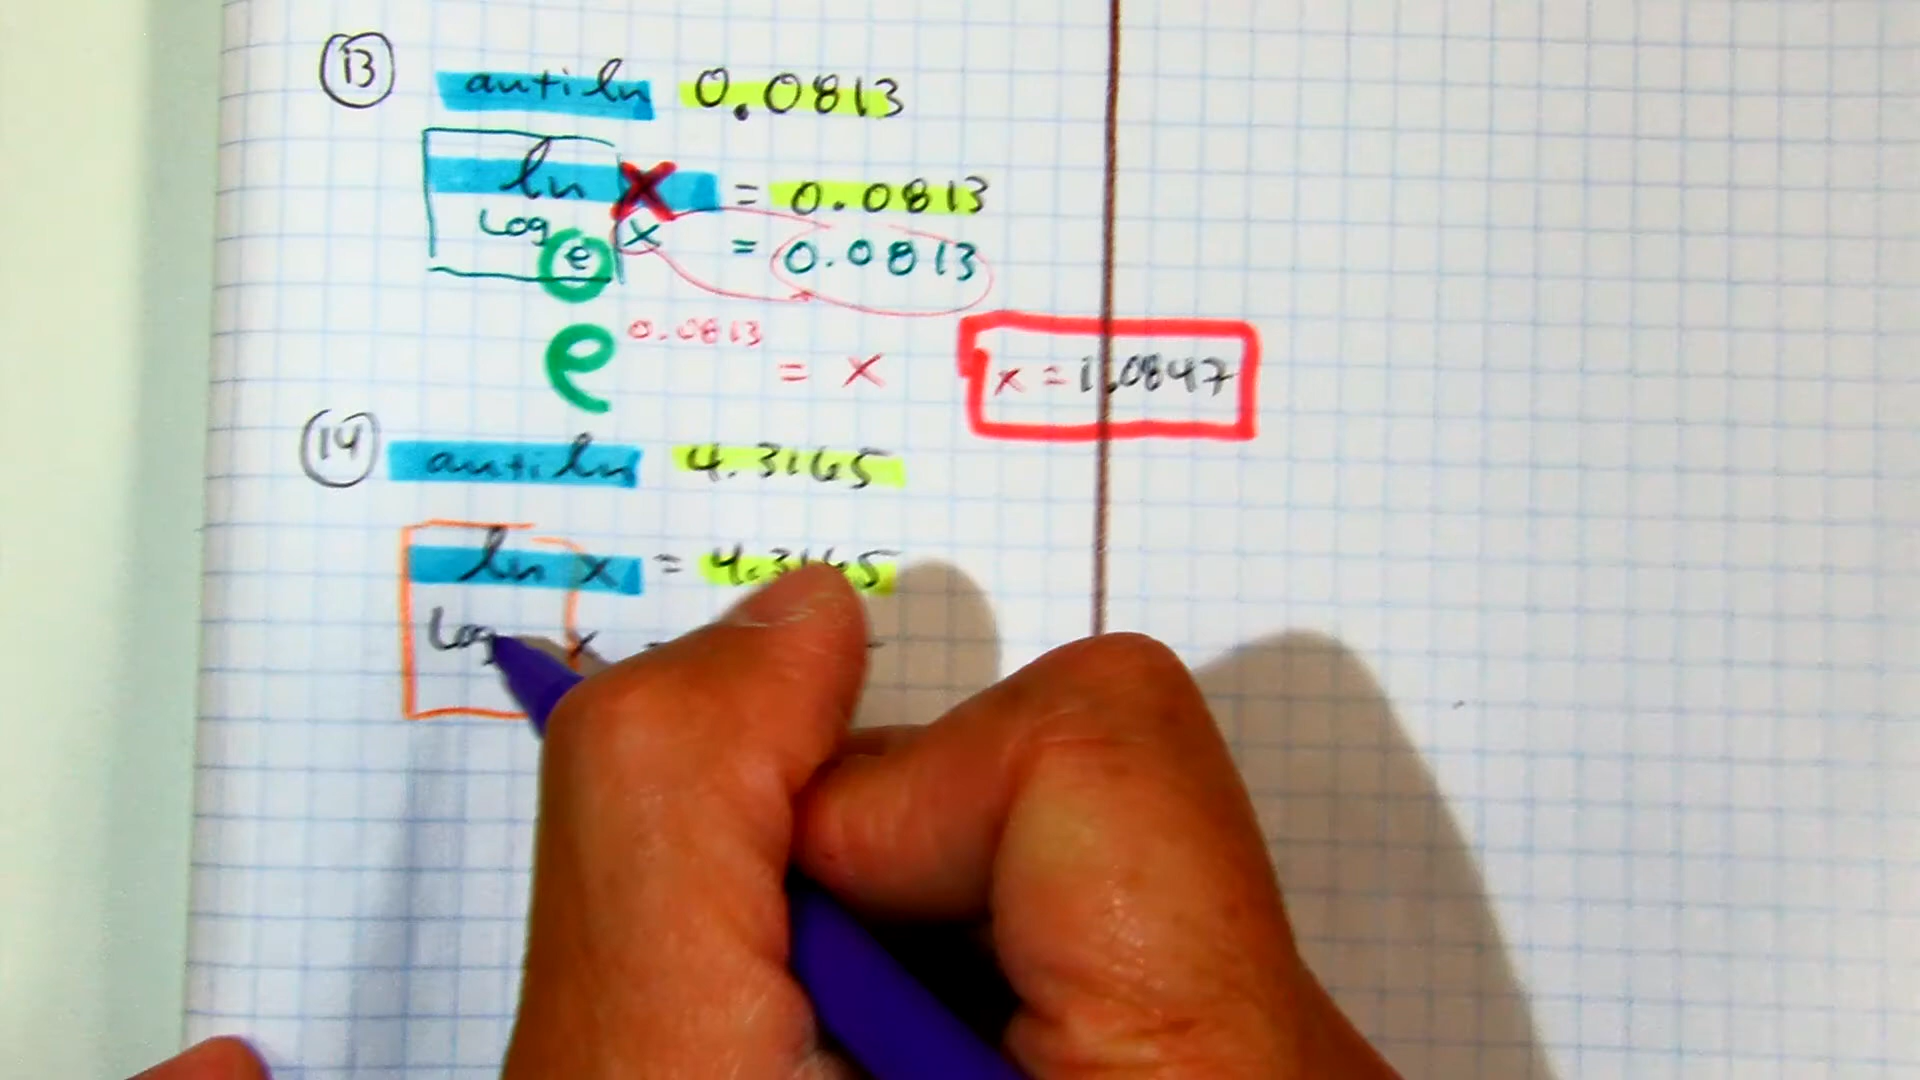 13 antiln 0.0813
ln x = 0.0813
Log e x = 0.0813
e 0.0813 = x x = 1.0847
14 antiln 4.3165
ln x = 4.3165
Log x =